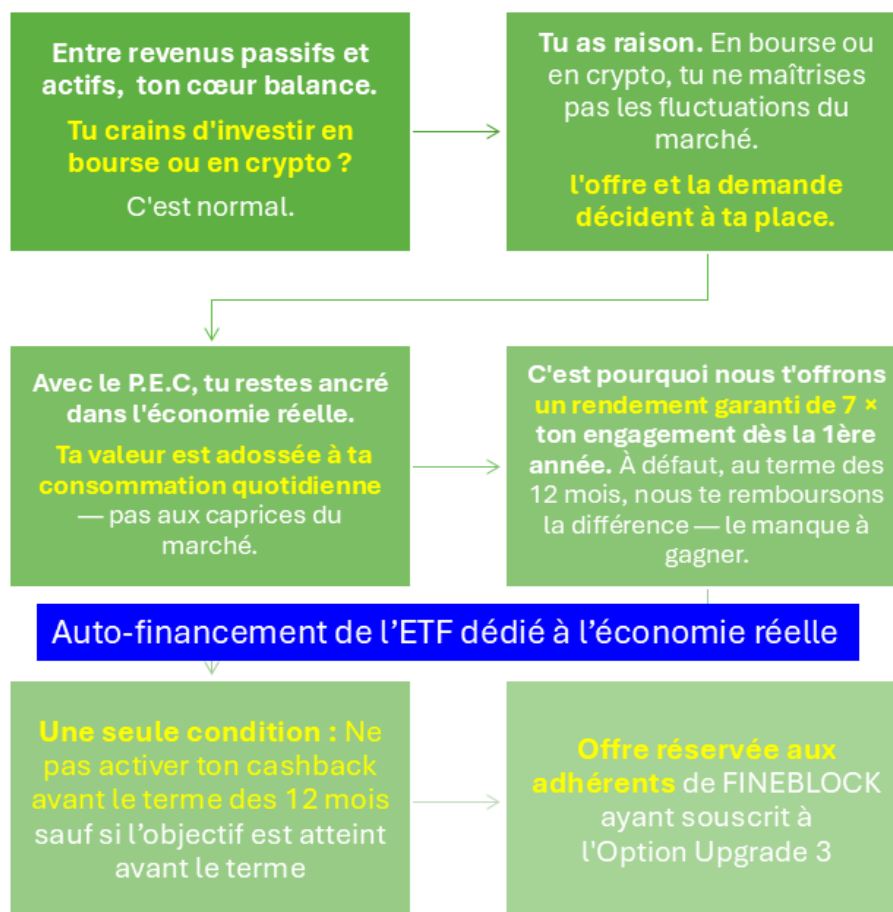 Entre revenus passifs et
actifs, ton cœur balance.
Tu crains d'investir en
bourse ou en crypto ?
C'est normal.
Tu as raison. En bourse ou
en crypto, tu ne maîtrises
pas les fluctuations du
marché.
l'offre et la demande
décident à ta place.
Avec le P.E.C, tu restes ancré
dans l'économie réelle.
Ta valeur est adossée à ta
consommation quotidienne
— pas aux caprices du
marché.
C'est pourquoi nous t'offrons
un rendement garanti de 7 ×
ton engagement dès la 1ère
année. À défaut, au terme des
12 mois, nous te remboursons
la différence — le manque à
gagner.
Auto-financement de l’ETF dédié à l’économie réelle
Une seule condition : Ne
pas activer ton cashback
avant le terme des 12 mois
sauf si l’objectif est atteint
avant le terme
Offre réservée aux
adhérents de FINEBLOCK
ayant souscrit à
l'Option Upgrade 3